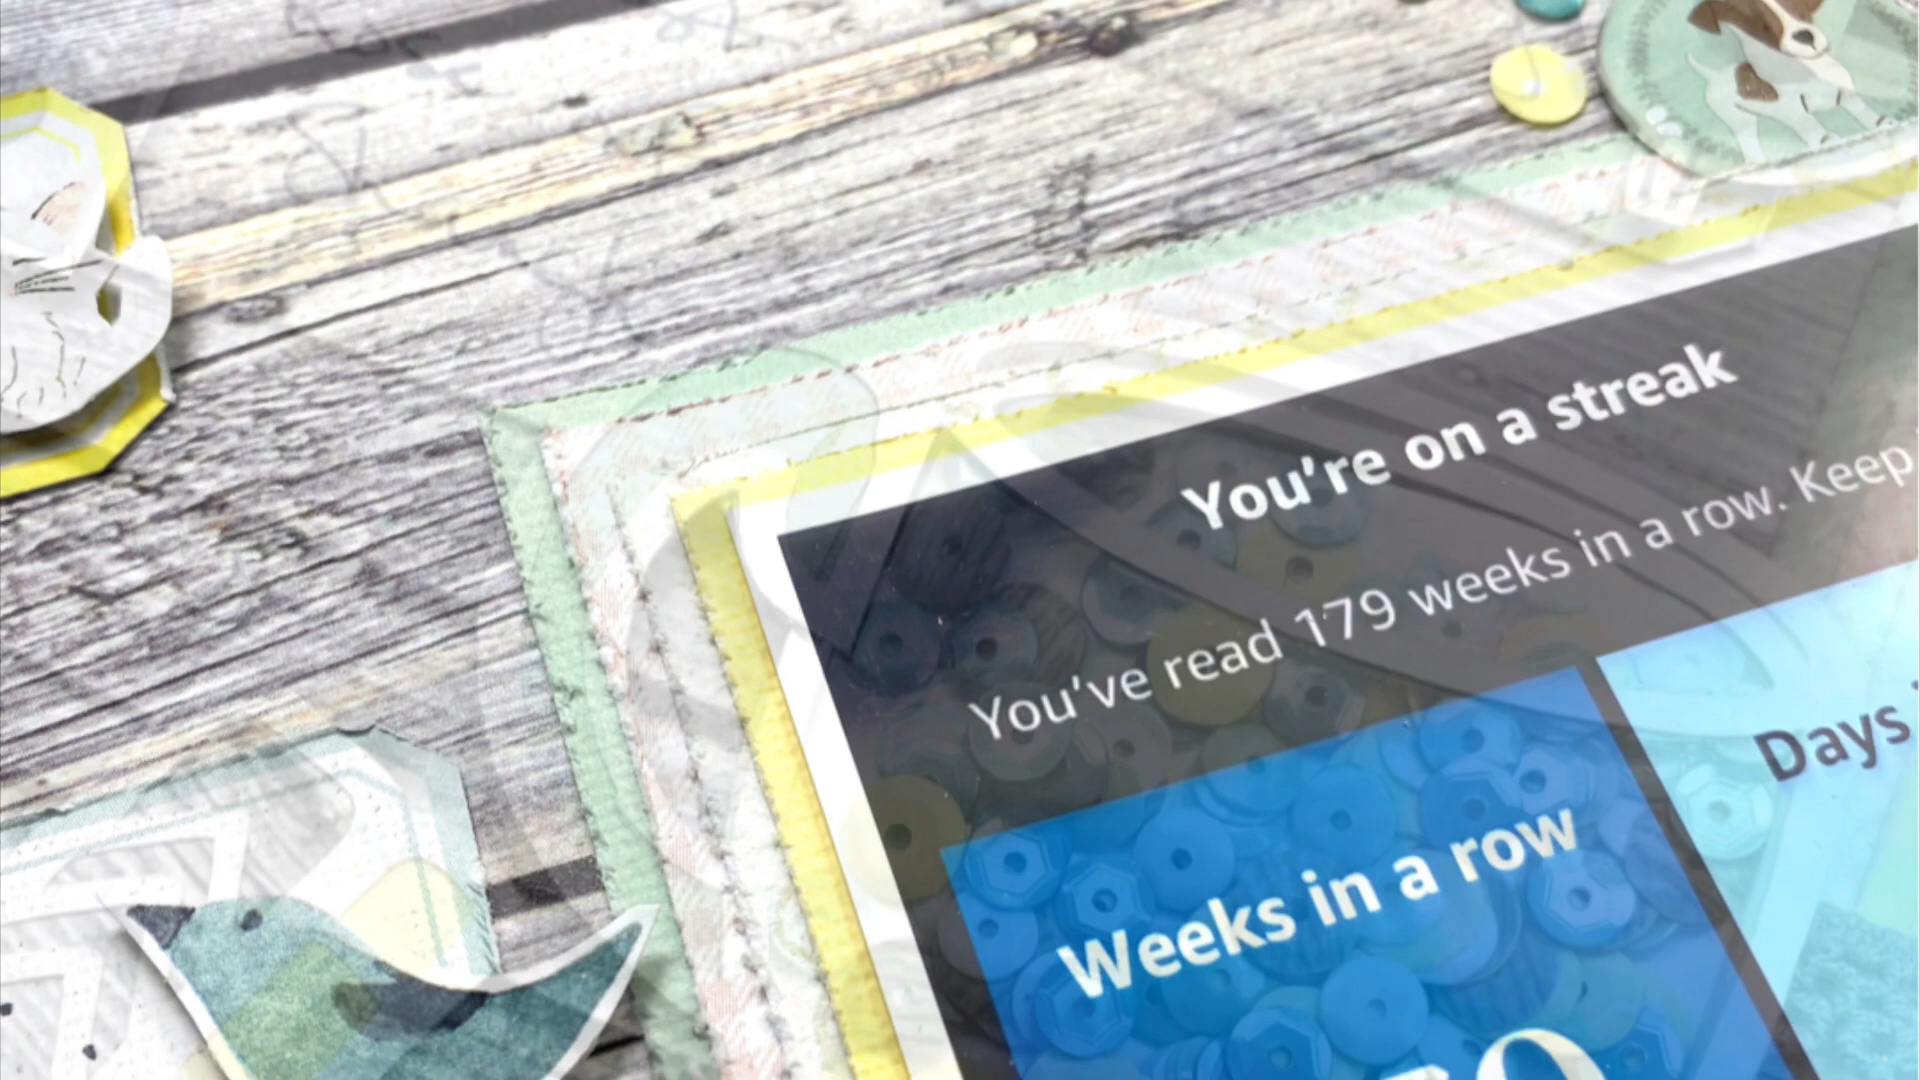 You're on a streak
You've read 179 weeks in a row. Keep
Weeks in a row
Days